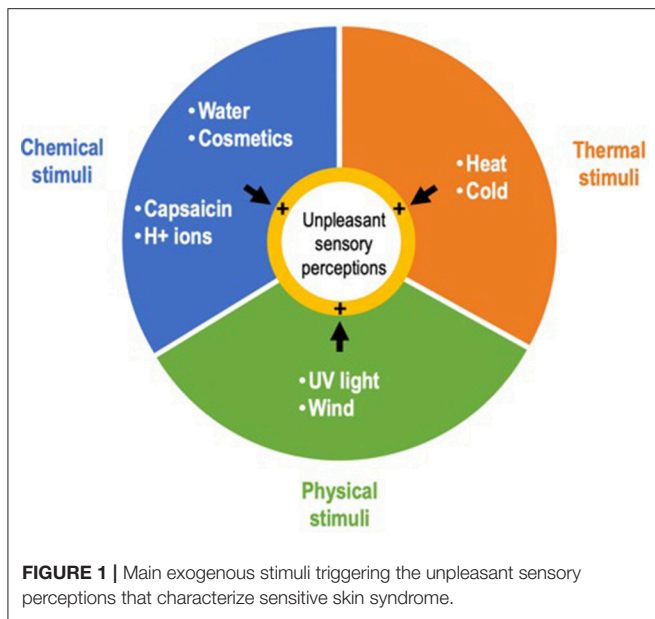 Chemical
stimuli
• Water
• Cosmetics
• Capsaicin
• H+ ions
Thermal
stimuli
• Heat
• Cold
+
+
Unpleasant
sensory
perceptions
+
• UV light
• Wind
Physical
stimuli
FIGURE 1 | Main exogenous stimuli triggering the unpleasant sensory
perceptions that characterize sensitive skin syndrome.